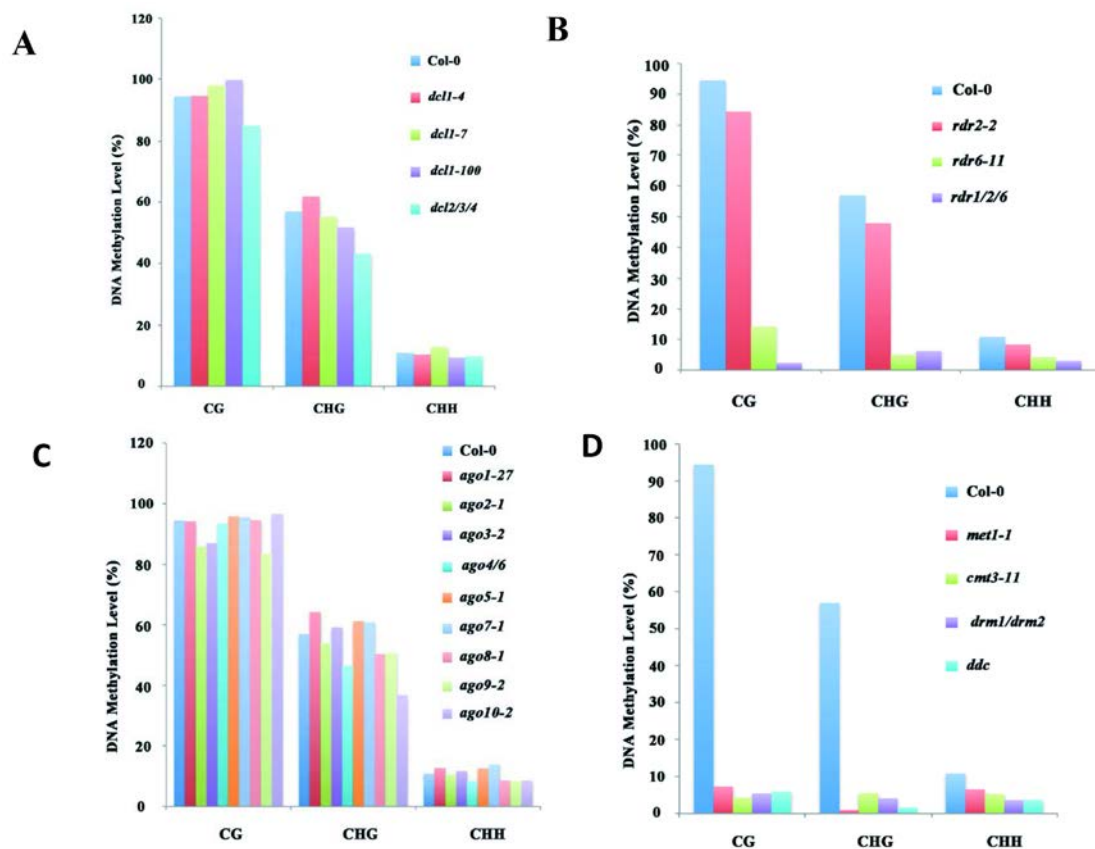 A
120
100
80
60
40
20
0
DNA Methylation Level (%)
CG
CHG
CHH
Col-0
dcl1-4
dcl1-7
dcl1-100
dcl2/3/4
B
100
90
80
70
60
50
40
30
20
10
0
DNA Methylation Level (%)
CG
CHG
CHH
Col-0
rdr2-2
rdr6-11
rdr1/2/6
C
120
100
80
60
40
20
0
DNA Methylation Level (%)
CG
CHG
CHH
Col-0
ago1-27
ago2-1
ago3-2
ago4/6
ago5-1
ago7-1
ago8-1
ago9-2
ago10-2
D
100
90
80
70
60
50
40
30
20
10
0
DNA Methylation Level (%)
CG
CHG
CHH
Col-0
met1-1
cmt3-11
drm1/drm2
ddc